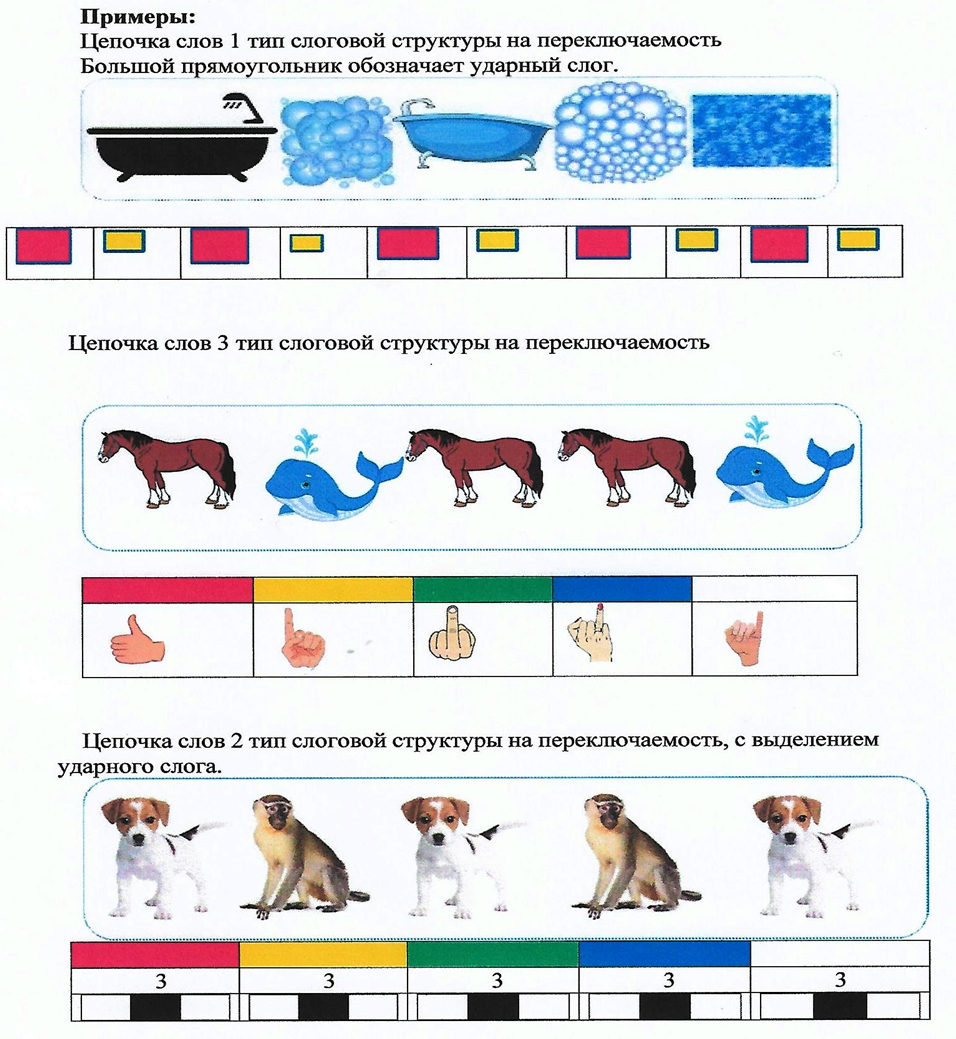 Примеры:
Цепочка слов 1 тип слоговой структуры на переключаемость
Большой прямоугольник обозначает ударный слог.
Цепочка слов 3 тип слоговой структуры на переключаемость
Цепочка слов 2 тип слоговой структуры на переключаемость, с выделением
ударного слога.
3 3 3 3 3